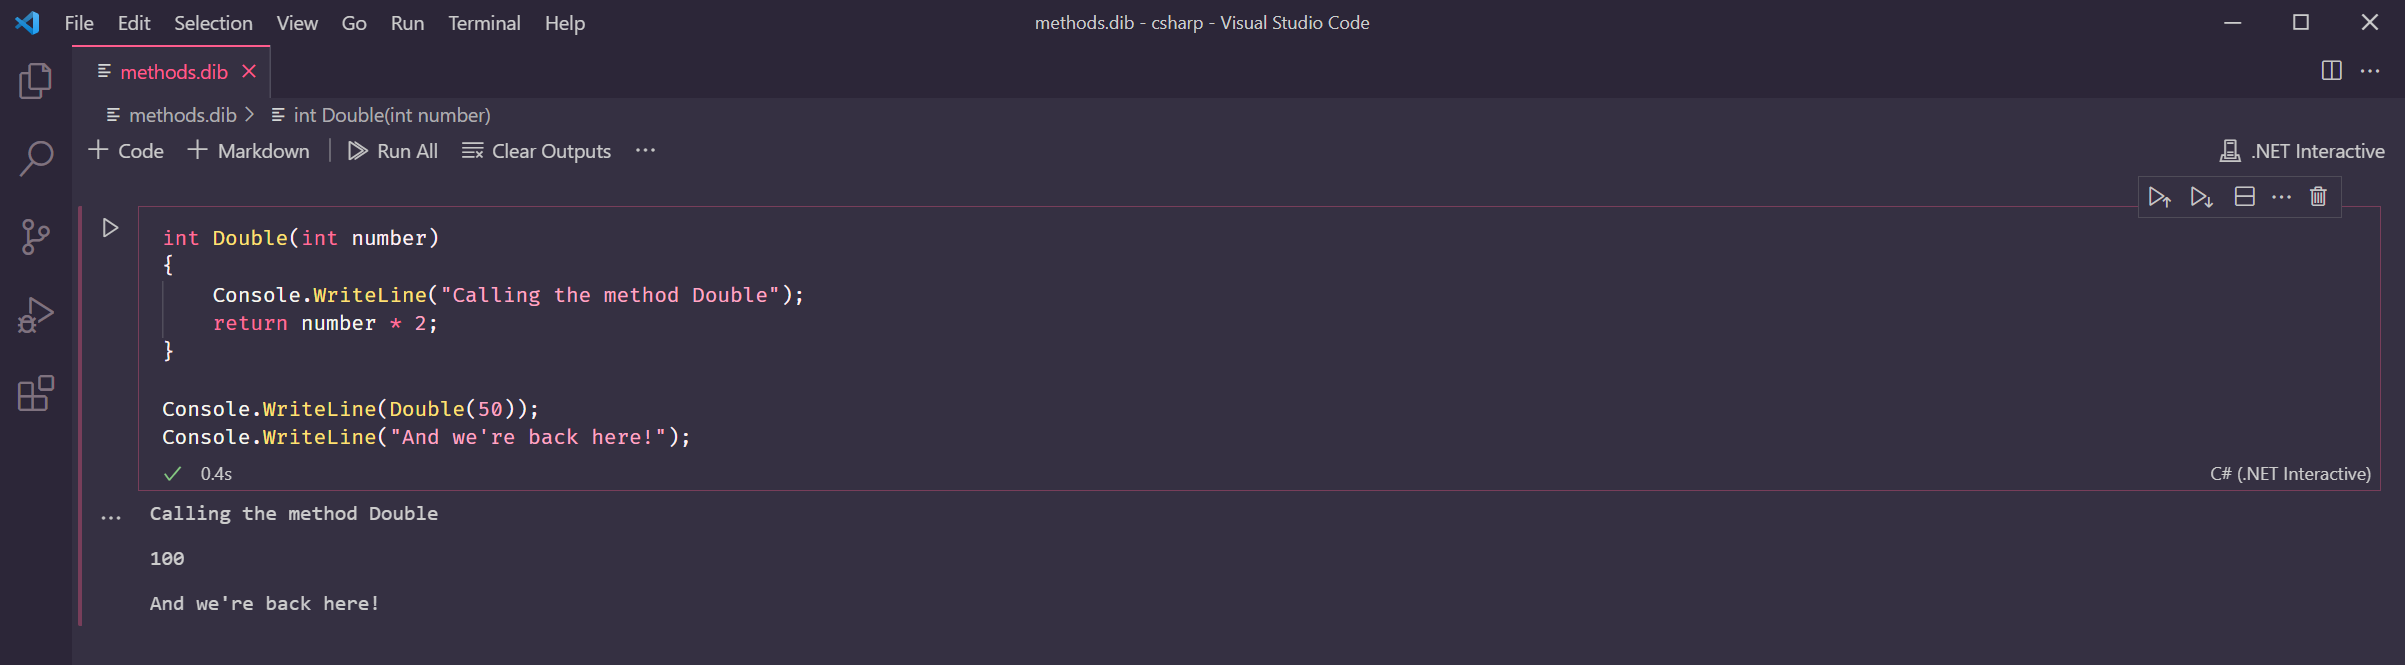 File Edit Selection View Go Run Terminal Help methods.dib - csharp - Visual Studio Code
methods.dib
methods.dib > int Double(int number)
Code Markdown Run All Clear Outputs ... .NET Interactive
int Double(int number)
{
    Console.WriteLine("Calling the method Double");
    return number * 2;
}
Console.WriteLine(Double(50));
Console.WriteLine("And we're back here!");
0.4s C# (.NET Interactive)
Calling the method Double
100
And we're back here!